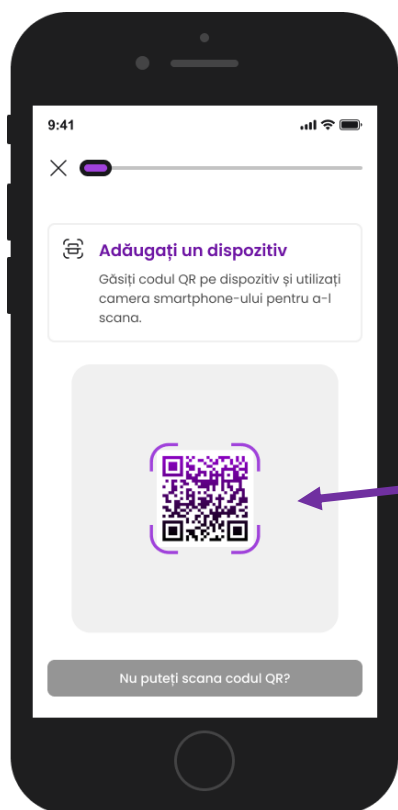 9:41
Adăugați un dispozitiv
Găsiți codul QR pe dispozitiv și utilizați
camera smartphone-ului pentru a-l
scana.
Nu puteți scana codul QR?